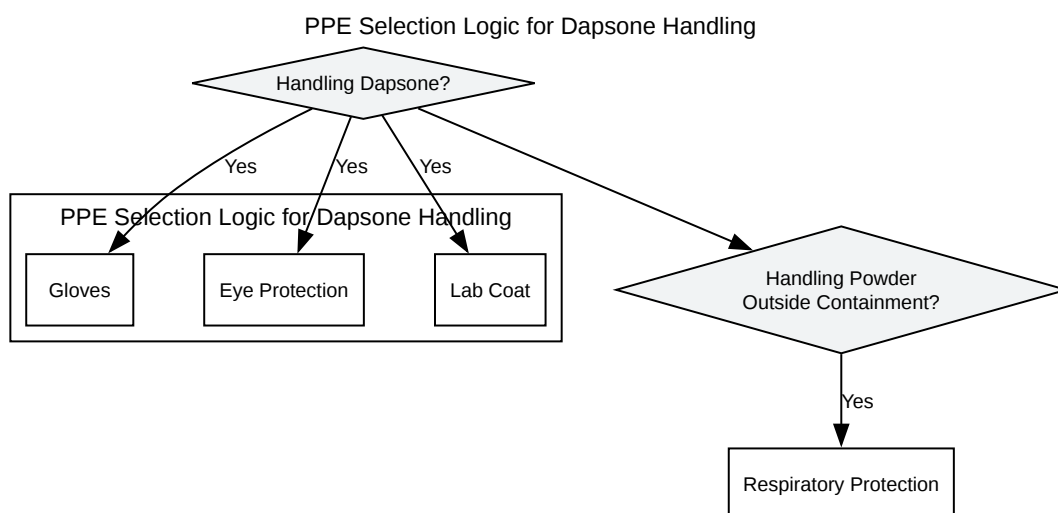 PPE Selection Logic for Dapsone Handling
Handling Dapsone?
Yes
Yes
Yes
PPE Selection Logic for Dapsone Handling
Gloves
Eye Protection
Lab Coat
Handling Powder
Outside Containment?
Yes
Respiratory Protection